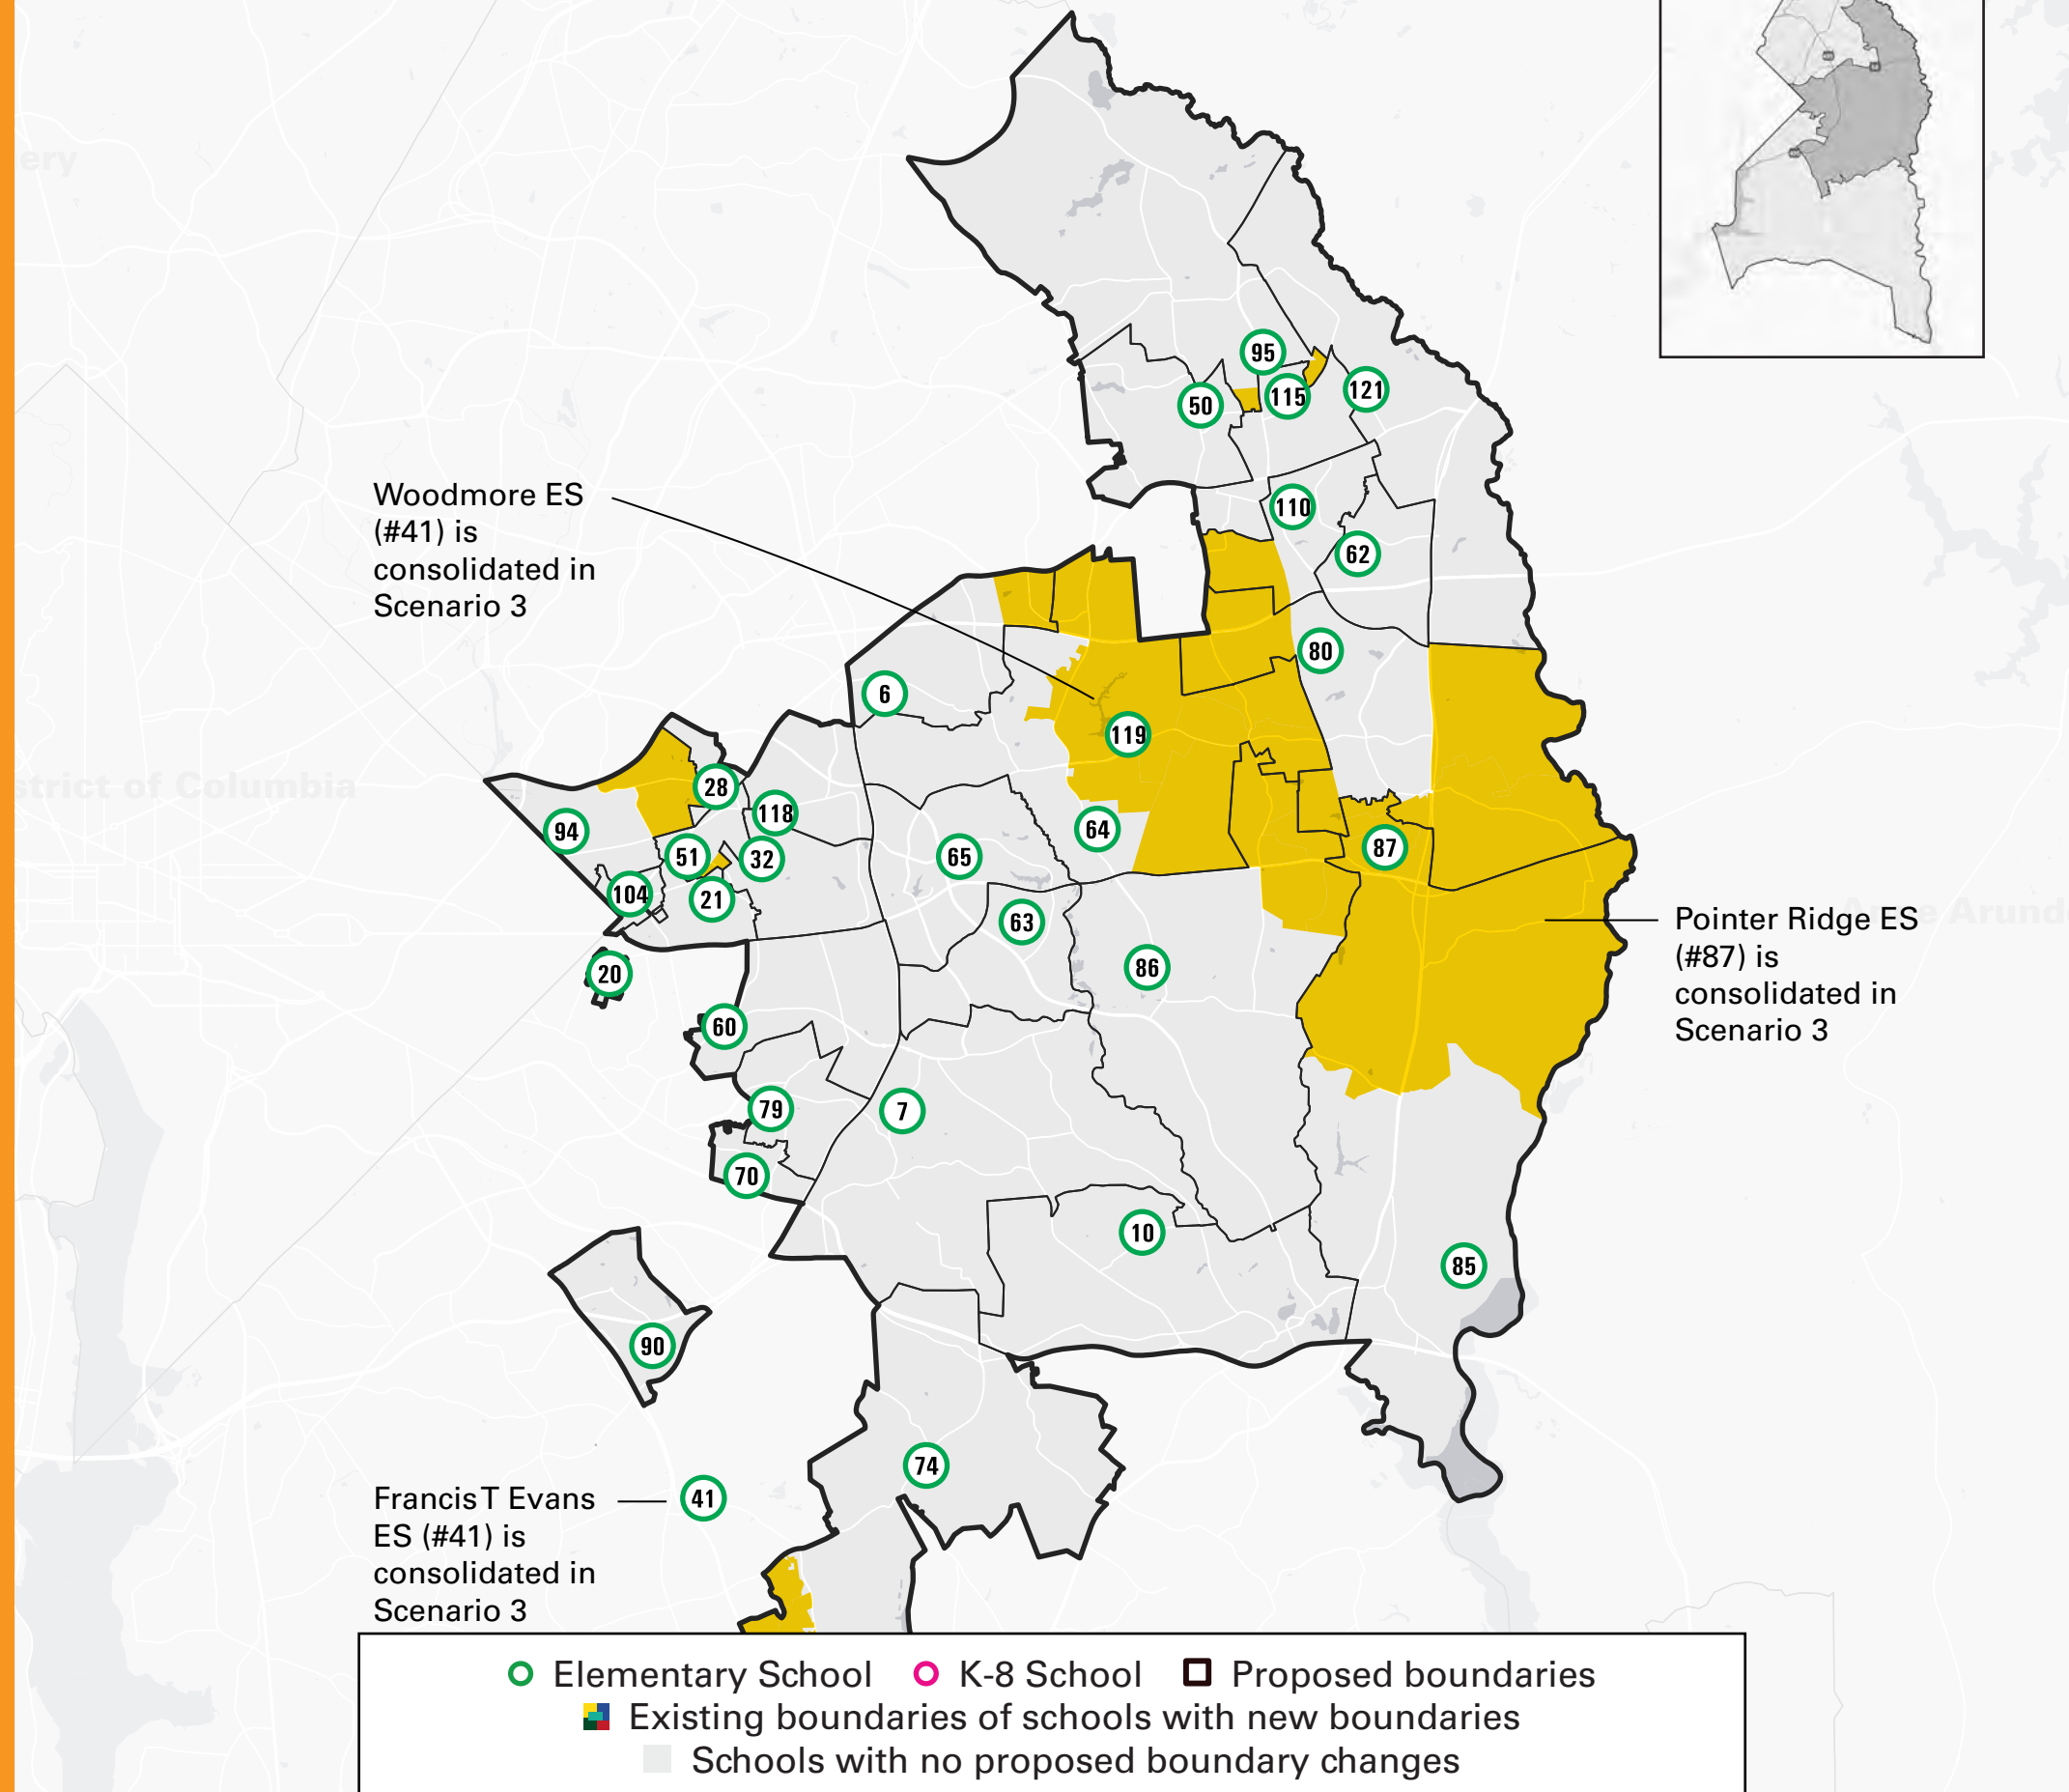 ery
95
50
115
121
Woodmore ES
(#41) is
consolidated in
Scenario 3
110
62
80
6
119
strict of Columbia
28
118
94
64
51
32
65
87
104
21
63
Pointer Ridge ES
(#87) is
consolidated in
Scenario 3
20
86
60
79
7
70
10
85
90
74
Francis T Evans
ES (#41) is
consolidated in
Scenario 3
41
Elementary School K-8 School Proposed boundaries
Existing boundaries of schools with new boundaries
Schools with no proposed boundary changes